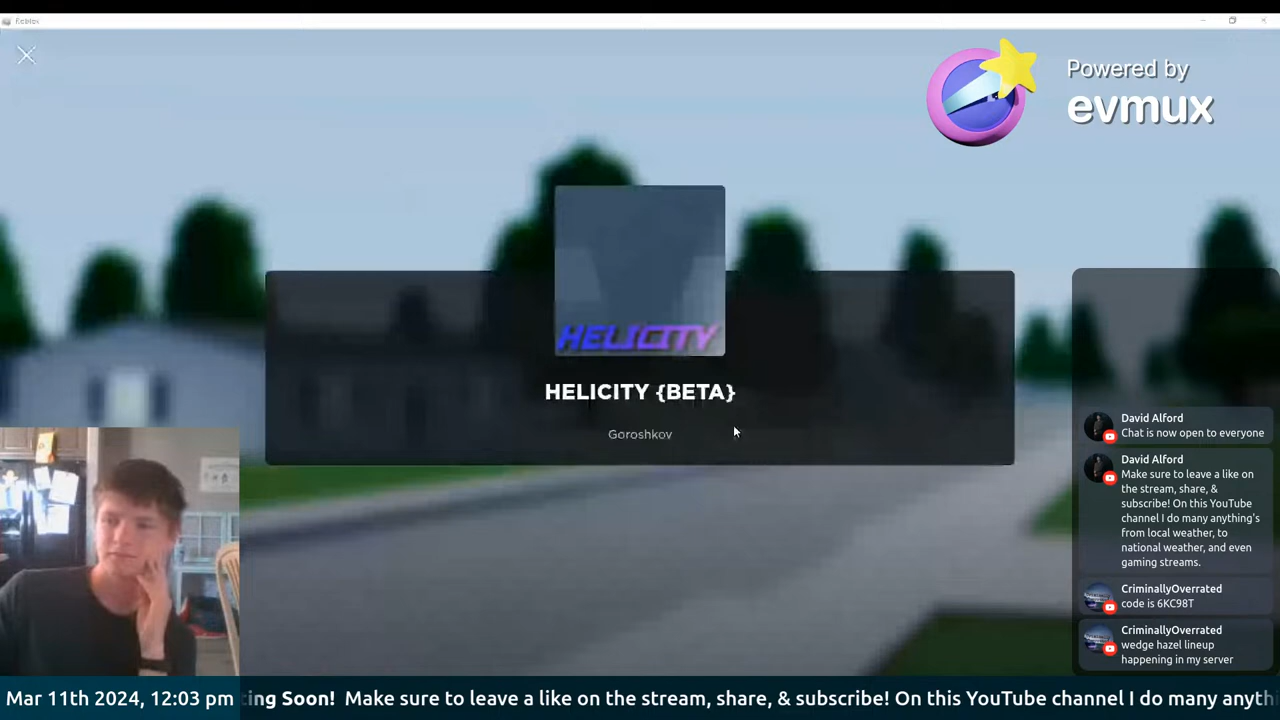 Roblox
Powered by
evmux
HELICITY
HELICITY {BETA}
Goroshkov
David Alford
Chat is now open to everyone
David Alford
Make sure to leave a like on
the stream, share, &
subscribe! On this YouTube
channel I do many anything's
from local weather, to
national weather, and even
gaming streams.
CriminallyOverrated
code is 6KC98T
CriminallyOverrated
wedge hazel lineup
happening in my server
Mar 11th 2024, 12:03 pm ing Soon! Make sure to leave a like on the stream, share, & subscribe! On this YouTube channel I do many anyth